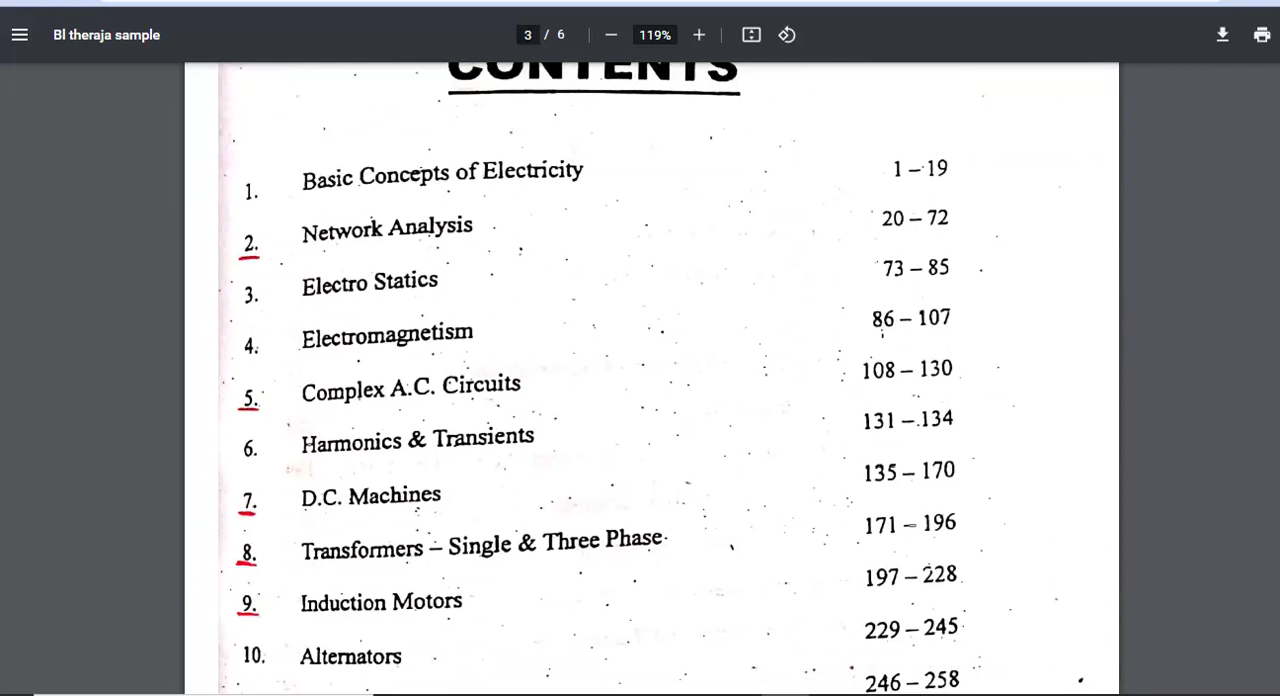 Bl theraja sample
3 / 6
119%
CONTENTS
1. Basic Concepts of Electricity 1 – 19
2. Network Analysis 20 – 72
3. Electro Statics 73 – 85
4. Electromagnetism 86 – 107
5. Complex A.C. Circuits 108 – 130
6. Harmonics & Transients 131 – 134
7. D.C. Machines 135 – 170
8. Transformers – Single & Three Phase 171 – 196
9. Induction Motors 197 – 228
10. Alternators 229 – 245
246 – 258